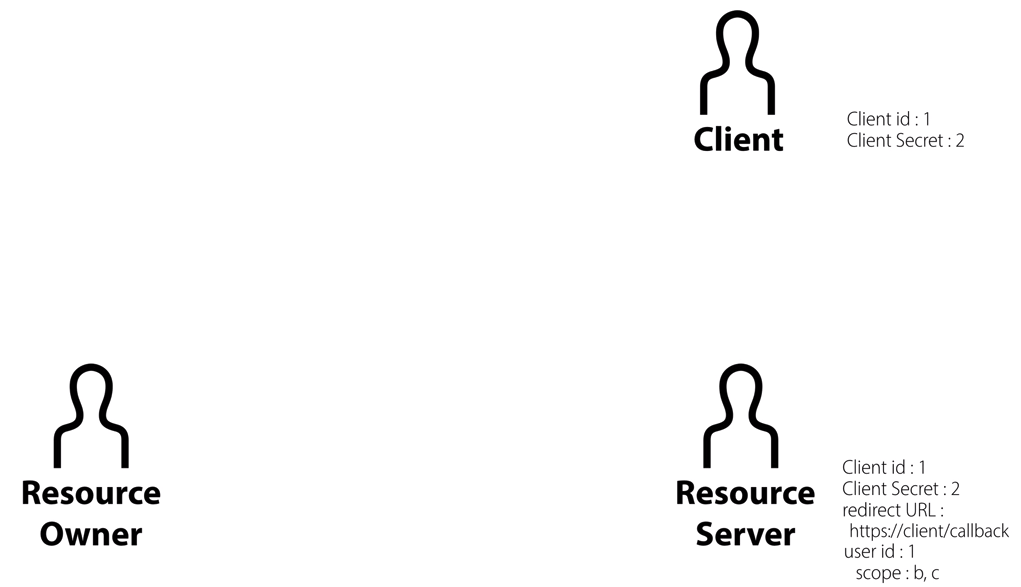 Client
Client id : 1
Client Secret : 2
Resource
Owner
Resource
Server
Client id : 1
Client Secret : 2
redirect URL :
https://client/callback
user id : 1
scope : b, c